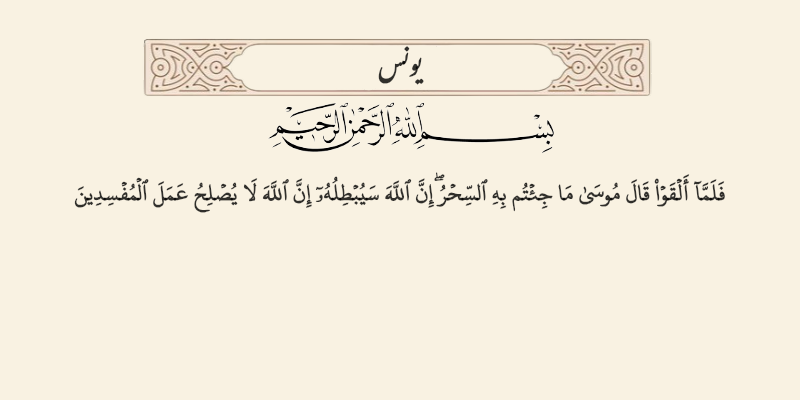 يونس
بِسْمِ ٱللَّهِ ٱلرَّحْمَٰنِ ٱلرَّحِيمِ
فَلَمَّآ أَلْقَوْا۟ قَالَ مُوسَىٰ مَا جِئْتُم بِهِ ٱلسِّحْرُ ۖ إِنَّ ٱللَّهَ سَيُبْطِلُهُۥٓ إِنَّ ٱللَّهَ لَا يُصْلِحُ عَمَلَ ٱلْمُفْسِدِينَ